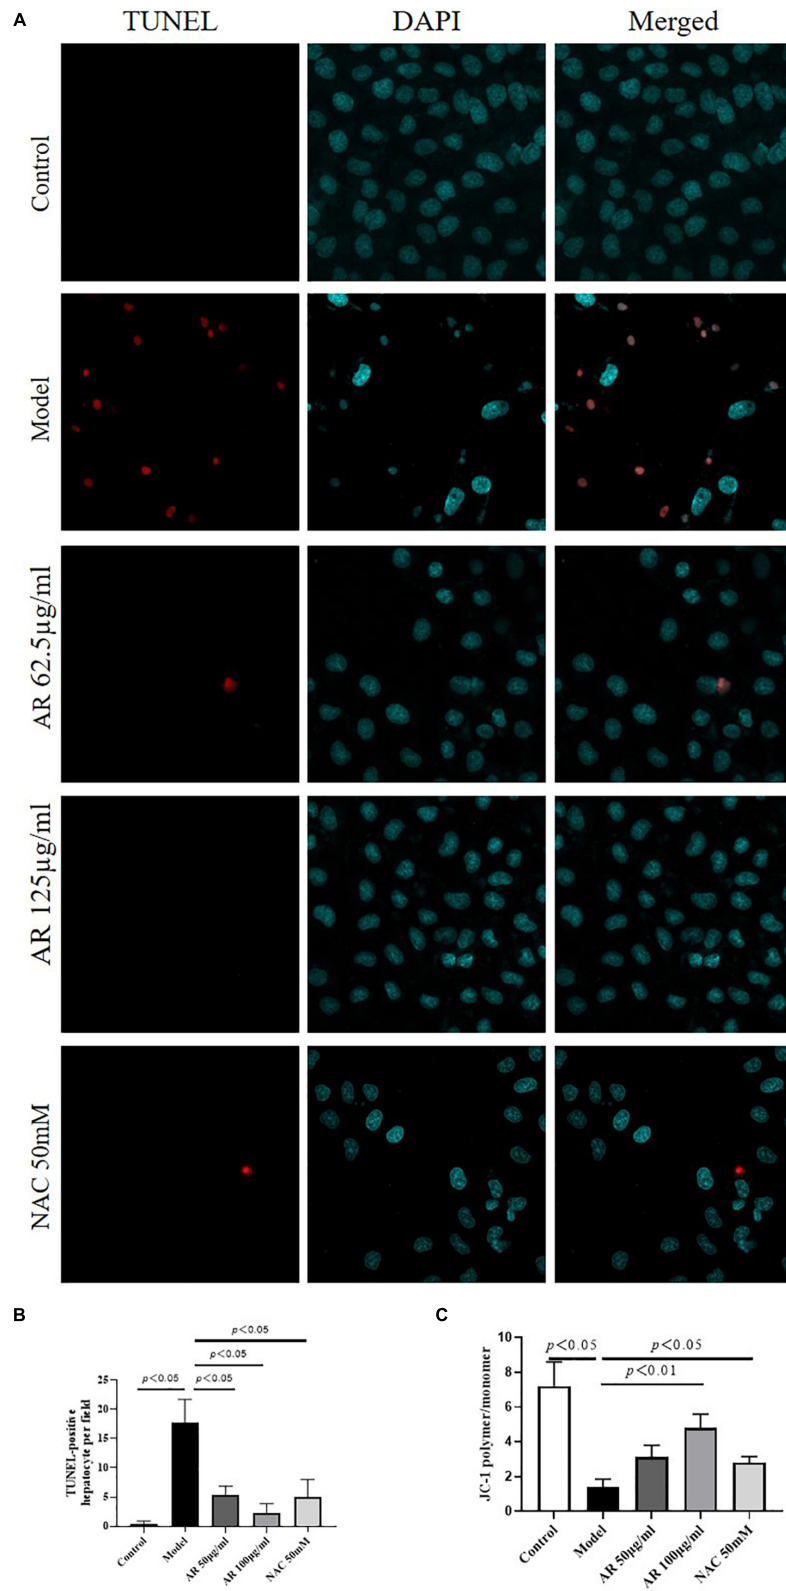 A
TUNEL DAPI Merged
Control
Model
AR 62.5µg/ml
AR 125µg/ml
NAC 50mM
B
p<0.05
p<0.05
p<0.05 p<0.05
TUNEL-positive
hepatocyte per field
25
20
15
10
5
0
Control Model AR 50µg/ml AR 100µg/ml NAC 50mM
C
p<0.05 p<0.05
p<0.01
JC-1 polymer/monomer
10
8
6
4
2
0
Control Model AR 50µg/ml AR 100µg/ml NAC 50mM